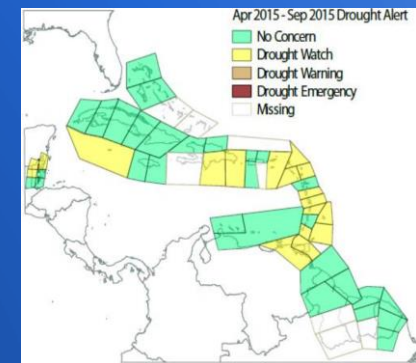 Apr 2015 - Sep 2015 Drought Alert
No Concern
Drought Watch
Drought Warning
Drought Emergency
Missing